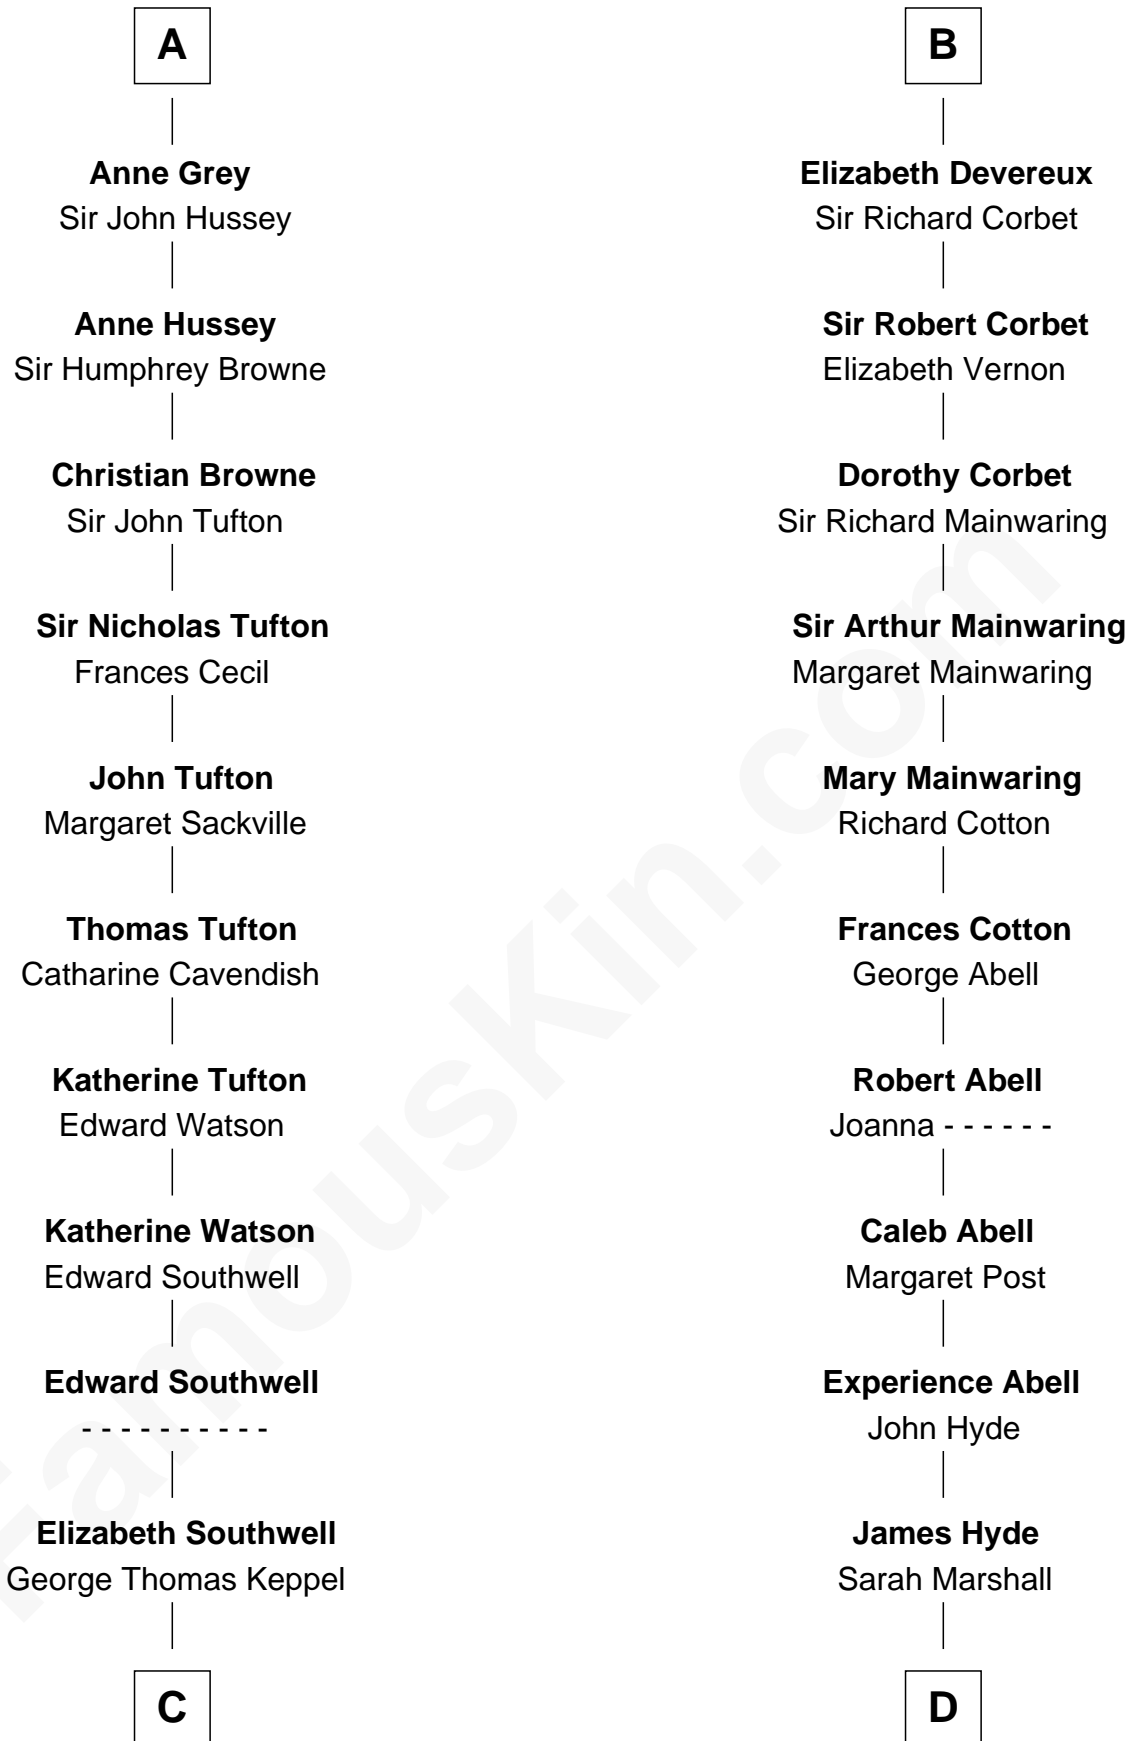 A
Anne Grey
Sir John Hussey
Anne Hussey
Sir Humphrey Browne
Christian Browne
Sir John Tufton
Sir Nicholas Tufton
Frances Cecil
John Tufton
Margaret Sackville
Thomas Tufton
Catharine Cavendish
Katherine Tufton
Edward Watson
Katherine Watson
Edward Southwell
Edward Southwell
- - - - - - - - - -
Elizabeth Southwell
George Thomas Keppel
C
B
Elizabeth Devereux
Sir Richard Corbet
Sir Robert Corbet
Elizabeth Vernon
Dorothy Corbet
Sir Richard Mainwaring
Sir Arthur Mainwaring
Margaret Mainwaring
Mary Mainwaring
Richard Cotton
Frances Cotton
George Abell
Robert Abell
Joanna - - - - - -
Caleb Abell
Margaret Post
Experience Abell
John Hyde
James Hyde
Sarah Marshall
D
FamousKin.com